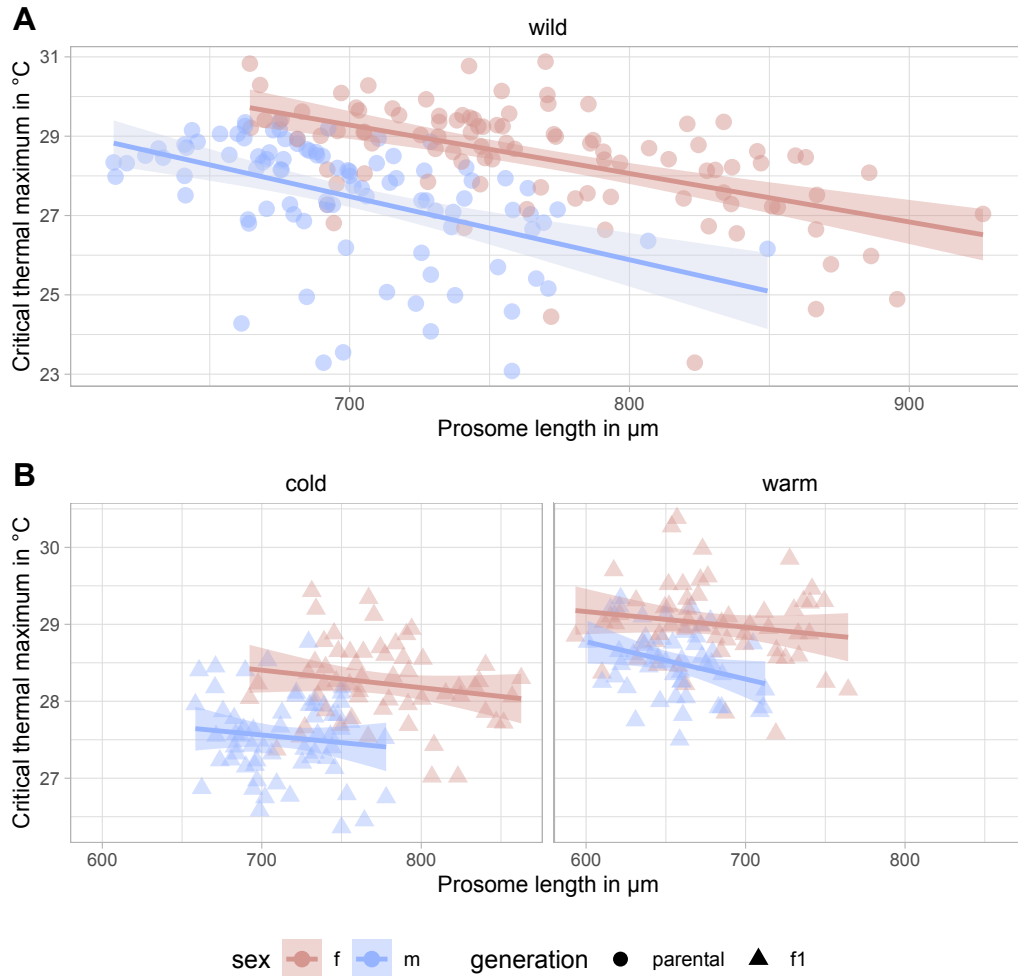 A
wild
Critical thermal maximum in °C
31
29
27
25
23
700 800 900
Prosome length in µm
B
cold warm
Critical thermal maximum in °C
30
29
28
27
600 700 800 600 700 800
Prosome length in µm
sex f m generation parental f1